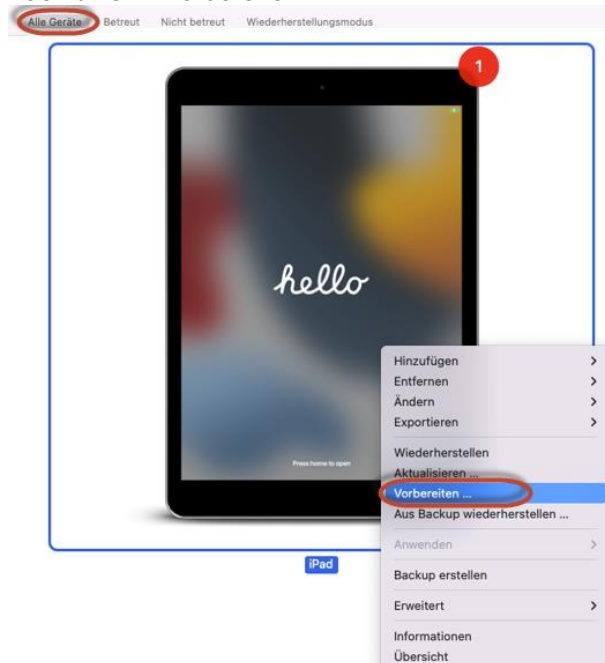 Alle Geräte Betreut Nicht betreut Wiederherstellungsmodus
1
hello
Press home to open
iPad
Hinzufügen
Entfernen
Ändern
Exportieren
Wiederherstellen
Aktualisieren ...
Vorbereiten ...
Aus Backup wiederherstellen ...
Anwenden
Backup erstellen
Erweitert
Informationen
Übersicht